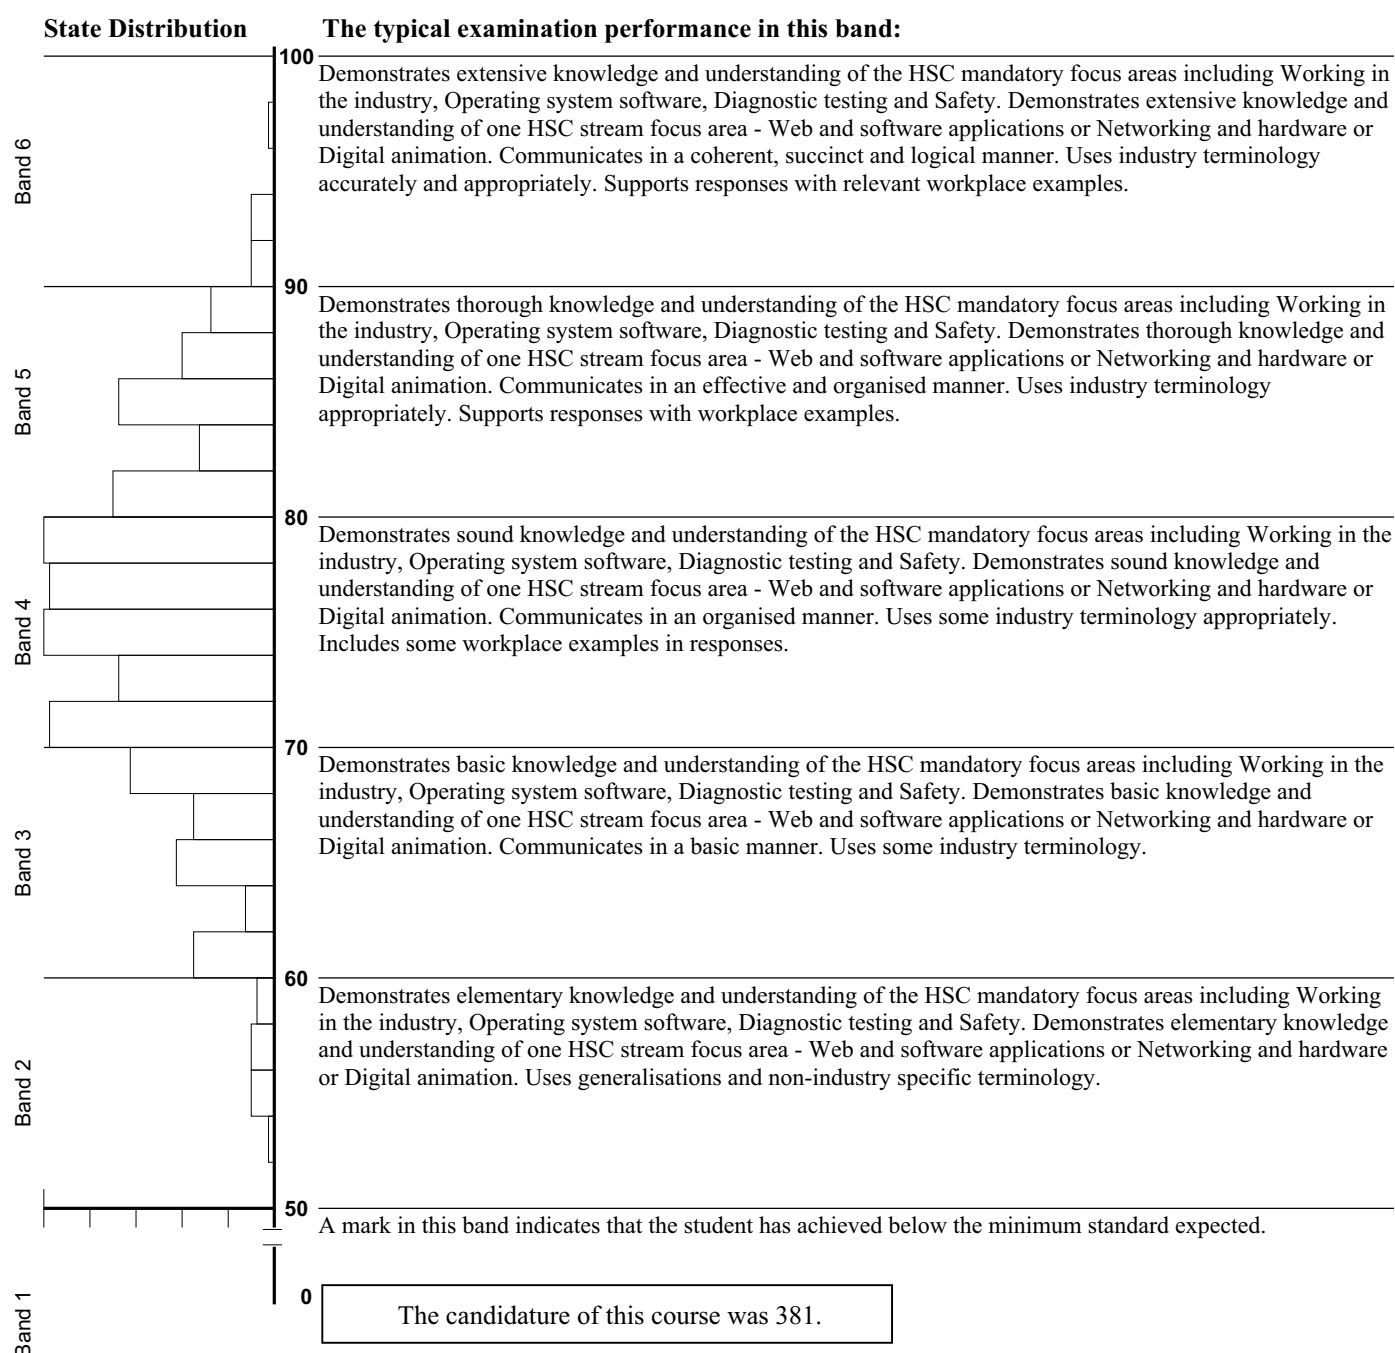 State Distribution
The typical examination performance in this band:
100
Demonstrates extensive knowledge and understanding of the HSC mandatory focus areas including Working in
the industry, Operating system software, Diagnostic testing and Safety. Demonstrates extensive knowledge and
understanding of one HSC stream focus area - Web and software applications or Networking and hardware or
Digital animation. Communicates in a coherent, succinct and logical manner. Uses industry terminology
accurately and appropriately. Supports responses with relevant workplace examples.
Band 6
90
Demonstrates thorough knowledge and understanding of the HSC mandatory focus areas including Working in
the industry, Operating system software, Diagnostic testing and Safety. Demonstrates thorough knowledge and
understanding of one HSC stream focus area - Web and software applications or Networking and hardware or
Digital animation. Communicates in an effective and organised manner. Uses industry terminology
appropriately. Supports responses with workplace examples.
Band 5
80
Demonstrates sound knowledge and understanding of the HSC mandatory focus areas including Working in the
industry, Operating system software, Diagnostic testing and Safety. Demonstrates sound knowledge and
understanding of one HSC stream focus area - Web and software applications or Networking and hardware or
Digital animation. Communicates in an organised manner. Uses some industry terminology appropriately.
Includes some workplace examples in responses.
Band 4
70
Demonstrates basic knowledge and understanding of the HSC mandatory focus areas including Working in the
industry, Operating system software, Diagnostic testing and Safety. Demonstrates basic knowledge and
understanding of one HSC stream focus area - Web and software applications or Networking and hardware or
Digital animation. Communicates in a basic manner. Uses some industry terminology.
Band 3
60
Demonstrates elementary knowledge and understanding of the HSC mandatory focus areas including Working
in the industry, Operating system software, Diagnostic testing and Safety. Demonstrates elementary knowledge
and understanding of one HSC stream focus area - Web and software applications or Networking and hardware
or Digital animation. Uses generalisations and non-industry specific terminology.
Band 2
50
A mark in this band indicates that the student has achieved below the minimum standard expected.
0
Band 1
The candidature of this course was 381.